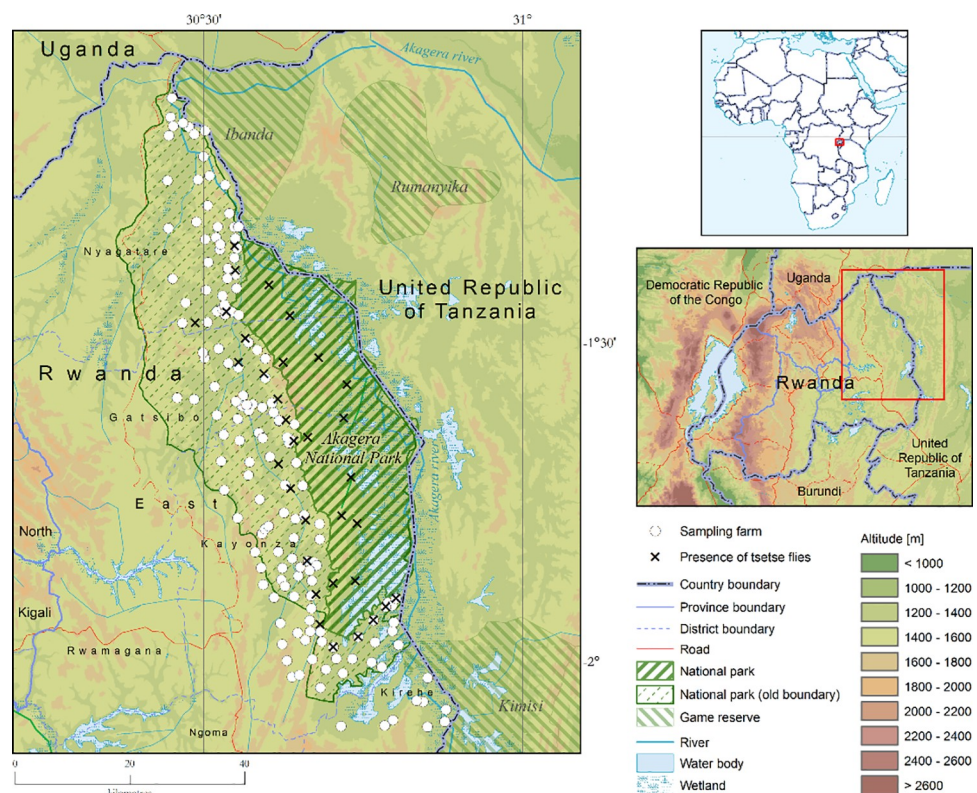 30°30'
31°
Uganda
Akagera river
Ibanda
Rumanyika
Nyagatare
United Republic
of Tanzania
-1°30'
Rwanda
Gatsibo
Akagera
National Park
Akagera river
East
North
Kayonza
Kigali
Rwamagana
-2°
Kirehe
Kimisi
Ngoma
0
20
40
Kilometres
Democratic Republic
of the Congo
Uganda
Rwanda
United
Republic of
Tanzania
Burundi
Sampling farm
Presence of tsetse flies
Country boundary
Province boundary
District boundary
Road
National park
National park (old boundary)
Game reserve
River
Water body
Wetland
Altitude [m]
< 1000
1000 - 1200
1200 - 1400
1400 - 1600
1600 - 1800
1800 - 2000
2000 - 2200
2200 - 2400
2400 - 2600
> 2600